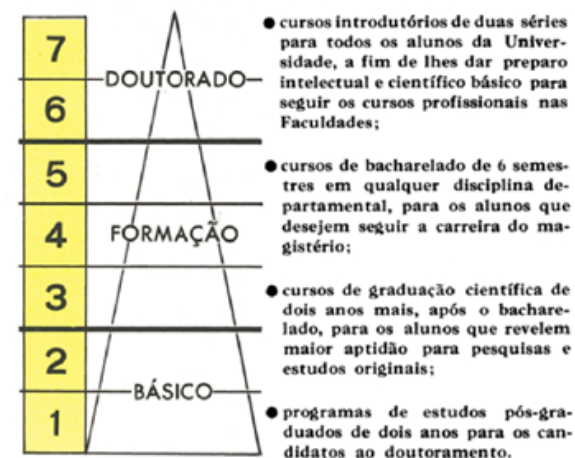 7
6
5
4
3
2
1
DOUTORADO
FORMAÇÃO
BÁSICO
● cursos introdutórios de duas séries
para todos os alunos da Univer-
sidade, a fim de lhes dar preparo
intelectual e científico básico para
seguir os cursos profissionais nas
Faculdades;
● cursos de bacharelado de 6 semes-
tres em qualquer disciplina de-
partamental, para os alunos que
desejem seguir a carreira do ma-
gistério;
● cursos de graduação científica de
dois anos mais, após o bachare-
lado, para os alunos que revelem
maior aptidão para pesquisas e
estudos originais;
● programas de estudos pós-gra-
duados de dois anos para os can-
didatos ao doutoramento.